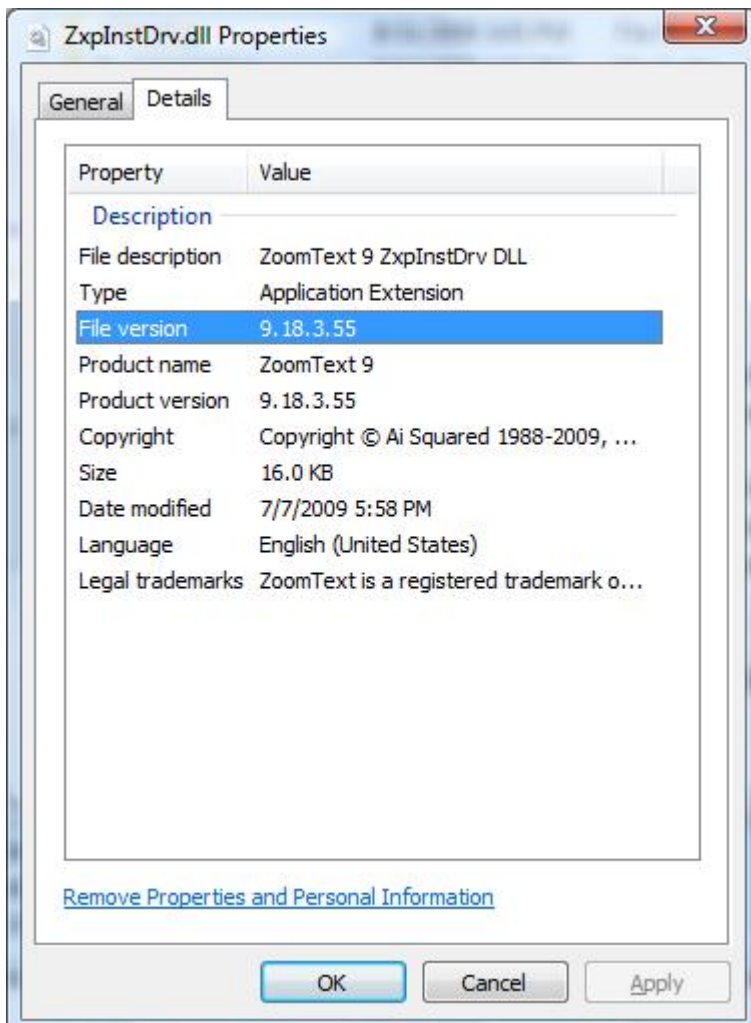 ZxpInstDrv.dll Properties
General Details
Property Value
Description
File description ZoomText 9 ZxpInstDrv DLL
Type Application Extension
File version 9.18.3.55
Product name ZoomText 9
Product version 9.18.3.55
Copyright Copyright © Ai Squared 1988-2009, ...
Size 16.0 KB
Date modified 7/7/2009 5:58 PM
Language English (United States)
Legal trademarks ZoomText is a registered trademark o...
Remove Properties and Personal Information
OK Cancel Apply